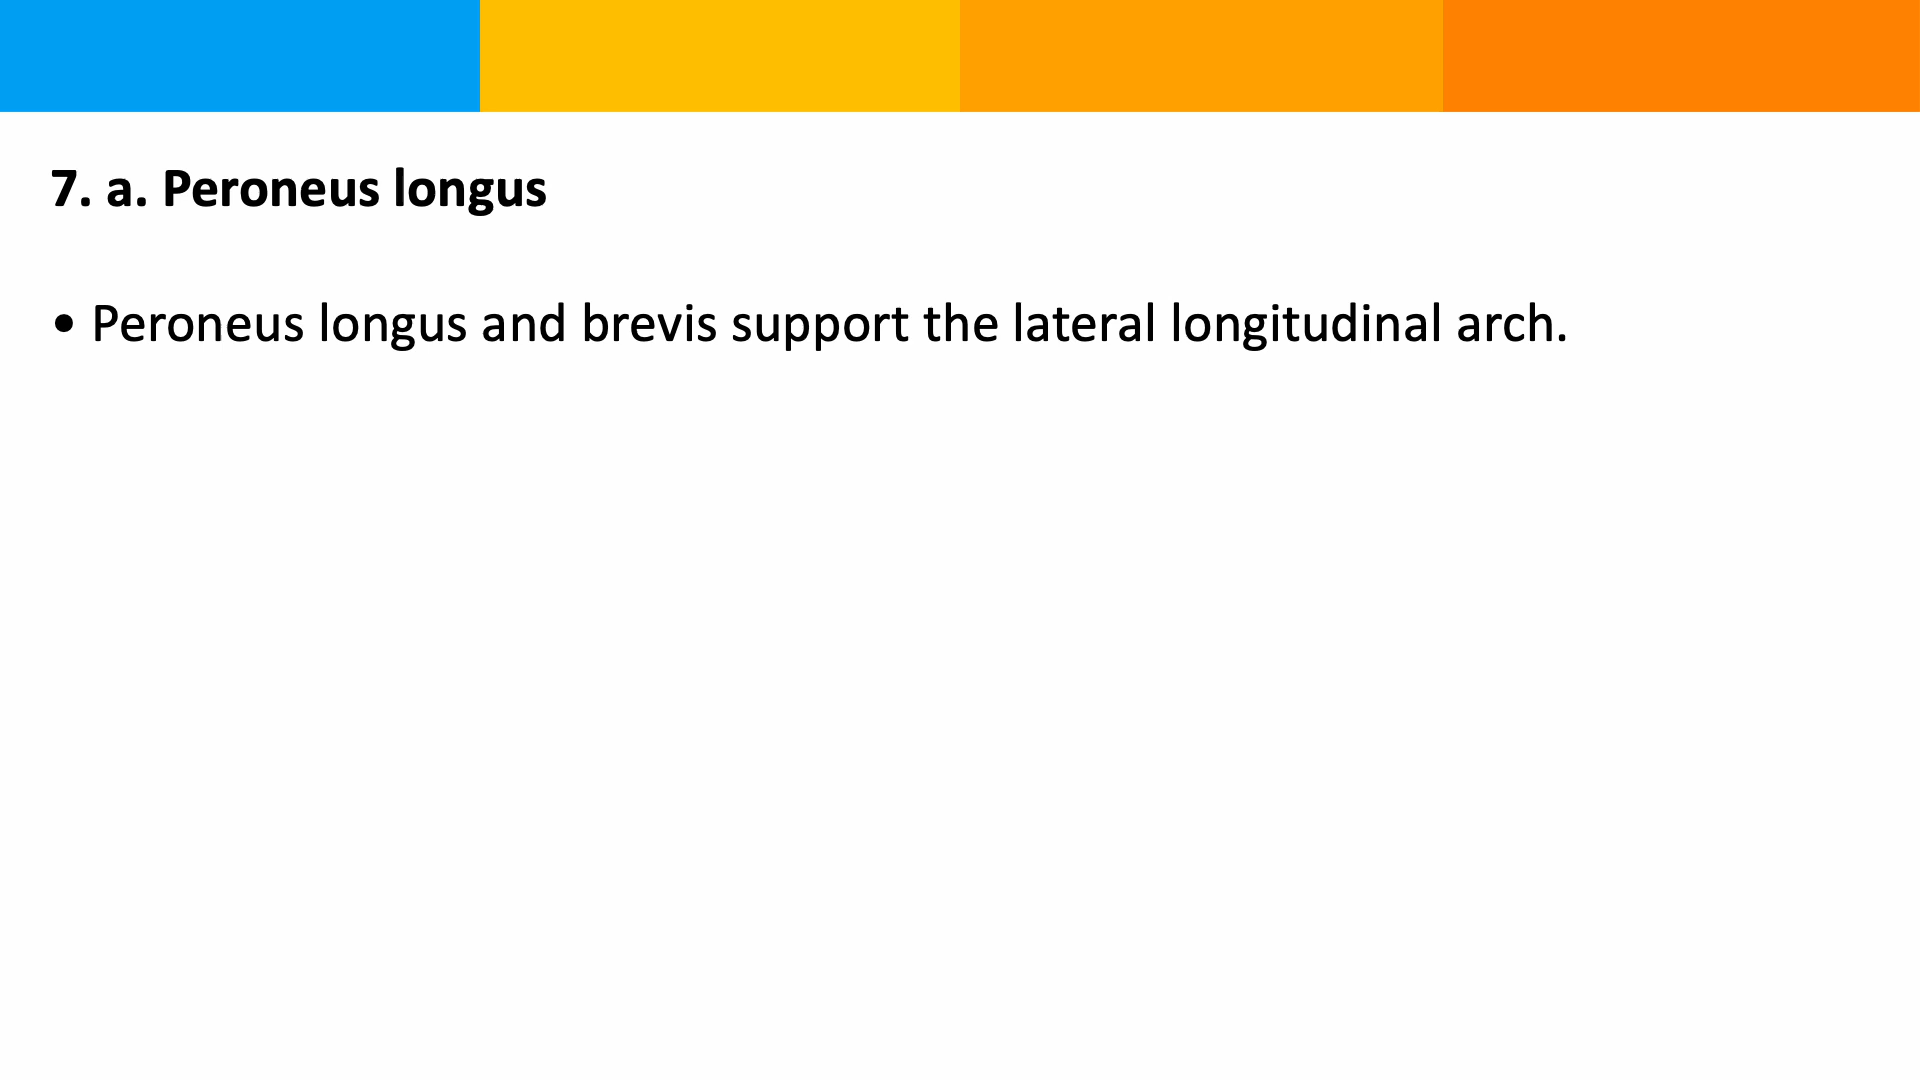 7. a. Peroneus longus
• Peroneus longus and brevis support the lateral longitudinal arch.